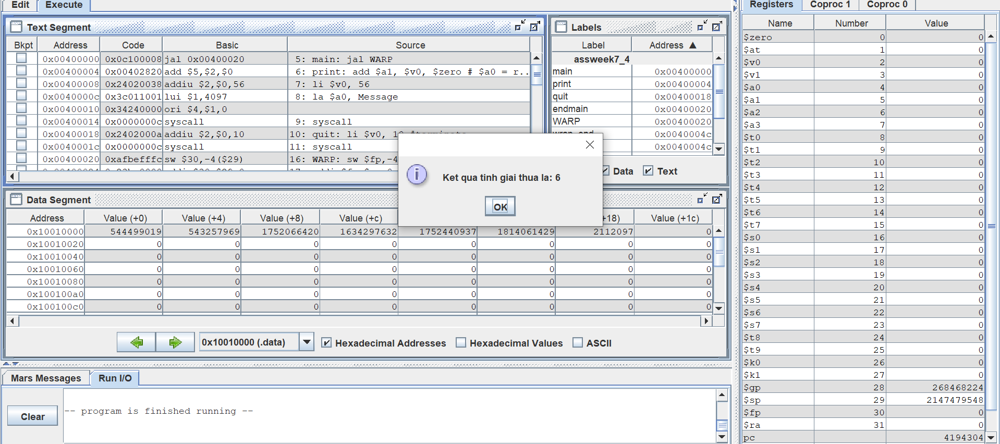 Edit Execute
Text Segment
Bkpt Address Code Basic Source
0x00400000 0x0c100008 jal 0x00400020 5: main: jal WARP
0x00400004 0x00402820 add $5,$2,$0 6: print: add $a1, $v0, $zero # $a0 = r...
0x00400008 0x24020038 addiu $2,$0,56 7: li $v0, 56
0x0040000c 0x3c011001 lui $1,4097 8: la $a0, Message
0x00400010 0x34240000 ori $4,$1,0
0x00400014 0x0000000c syscall 9: syscall
0x00400018 0x2402000a addiu $2,$0,10 10: quit: li $v0,
0x0040001c 0x0000000c syscall 11: syscall
0x00400020 0xafbefffc sw $30,-4($29) 16: WARP: sw $fp,-4
Labels
Label Address ▲
assweek7_4
main 0x00400000
print 0x00400004
quit 0x00400018
endmain 0x00400020
WARP 0x00400020
0x0040004c
0x0040004c
Data Text
Ket qua tinh giai thua la: 6
OK
Data Segment
Address Value (+0) Value (+4) Value (+8) Value (+c) +18) Value (+1c)
0x10010000 544499019 543257969 1752066420 1634297632 1752440937 1814061429 2112097 0
0x10010020 0 0 0 0 0 0 0 0
0x10010040 0 0 0 0 0 0 0 0
0x10010060 0 0 0 0 0 0 0 0
0x10010080 0 0 0 0 0 0 0 0
0x100100a0 0 0 0 0 0 0 0 0
0x100100c0 0 0 0 0 0 0 0 0
0x10010000 (.data) Hexadecimal Addresses Hexadecimal Values ASCII
Mars Messages Run I/O
Clear
-- program is finished running --
Registers Coproc 1 Coproc 0
Name Number Value
$zero 0 0
$at 1 0
$v0 2 0
$v1 3 0
$a0 4 0
$a1 5 0
$a2 6 0
$a3 7 0
$t0 8 0
$t1 9 0
$t2 10 0
$t3 11 0
$t4 12 0
$t5 13 0
$t6 14 0
$t7 15 0
$s0 16 0
$s1 17 0
$s2 18 0
$s3 19 0
$s4 20 0
$s5 21 0
$s6 22 0
$s7 23 0
$t8 24 0
$t9 25 0
$k0 26 0
$k1 27 0
$gp 28 268468224
$sp 29 2147479548
$fp 30 0
$ra 31 0
pc 4194304